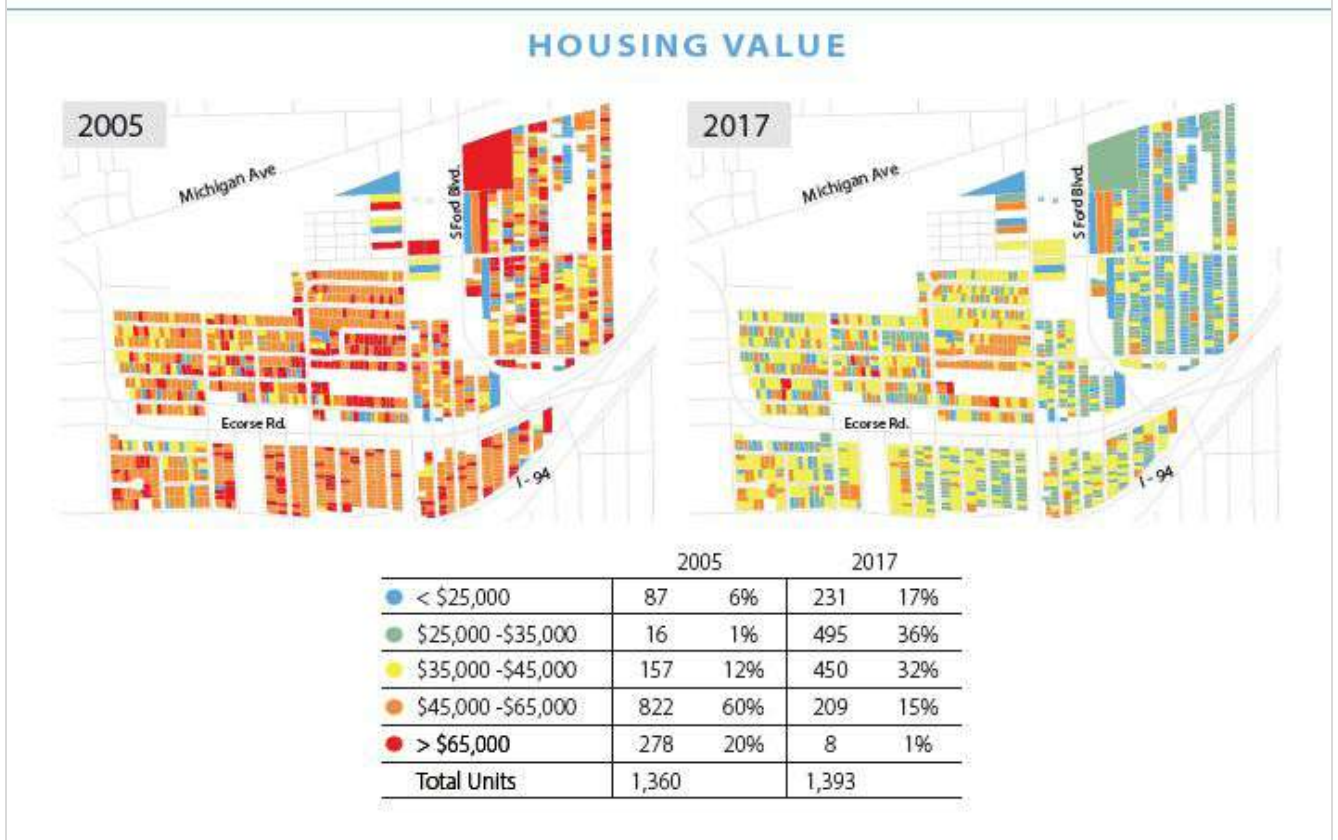 HOUSING VALUE
2005
Michigan Ave
S Ford Blvd.
Ecorse Rd.
I - 94
2017
Michigan Ave
S Ford Blvd.
Ecorse Rd.
I - 94
2005 2017
< $25,000 87 6% 231 17%
$25,000 -$35,000 16 1% 495 36%
$35,000 -$45,000 157 12% 450 32%
$45,000 -$65,000 822 60% 209 15%
> $65,000 278 20% 8 1%
Total Units 1,360 1,393